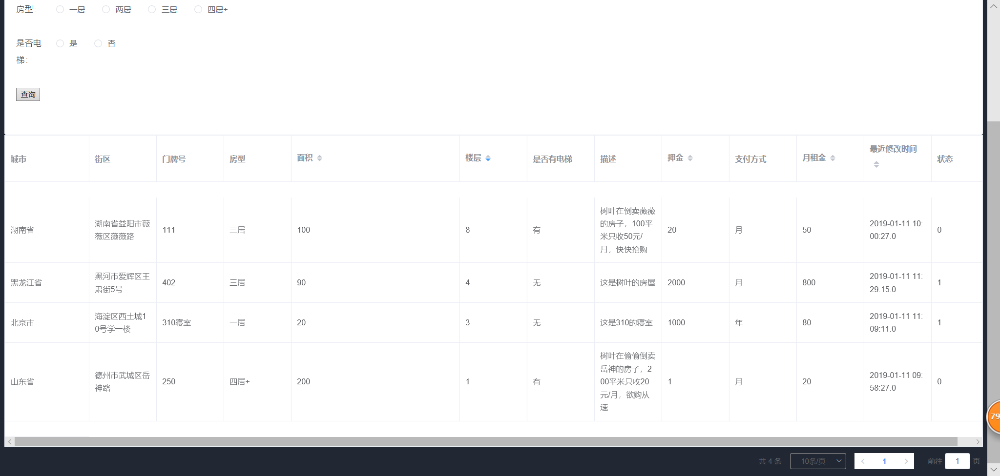 房型: 一居 两居 三居 四居+
是否电 是 否
梯:
查询
城市 街区 门牌号 房型 面积 楼层 是否有电梯 描述 押金 支付方式 月租金 最近修改时间 状态
湖南省 湖南省益阳市薇 111 三居 100 8 有 树叶在倒卖薇薇 20 月 50 2019-01-11 10: 0
薇区薇薇路 的房子，100平 00:27.0
米只收50元/
月，快快抢购
黑龙江省 黑河市爱辉区王 402 三居 90 4 无 这是树叶的房屋 2000 月 800 2019-01-11 11: 1
肃街5号 29:15.0
北京市 海淀区西土城1 310寝室 一居 20 3 无 这是310的寝室 1000 年 80 2019-01-11 11: 1
0号学一楼 09:11.0
山东省 德州市武城区岳 250 四居+ 200 1 有 树叶在偷偷倒卖 1 月 20 2019-01-11 09: 0
神路 岳神的房子，2 58:27.0
00平米只收20
元/月，欲购从
速
79
共 4 条 10条/页 1 前往 1 页